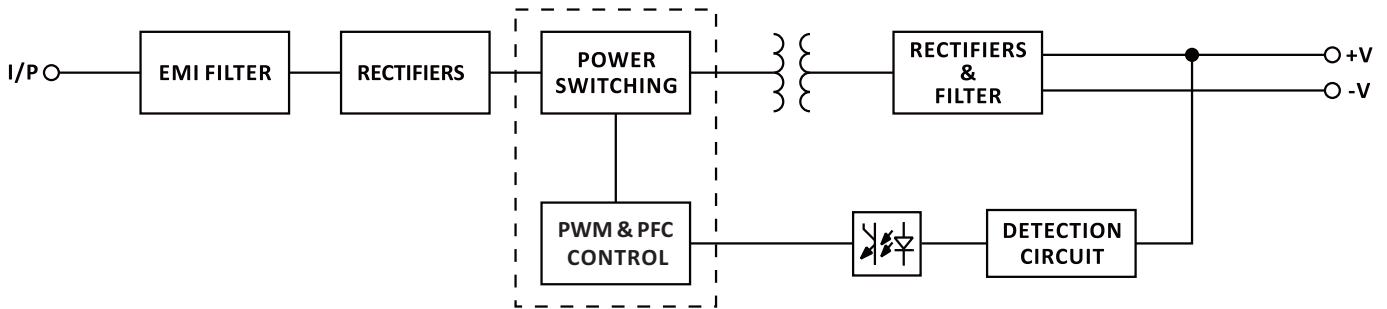 I/P
EMI FILTER
RECTIFIERS
POWER
SWITCHING
RECTIFIERS
&
FILTER
+V
-V
PWM & PFC
CONTROL
DETECTION
CIRCUIT